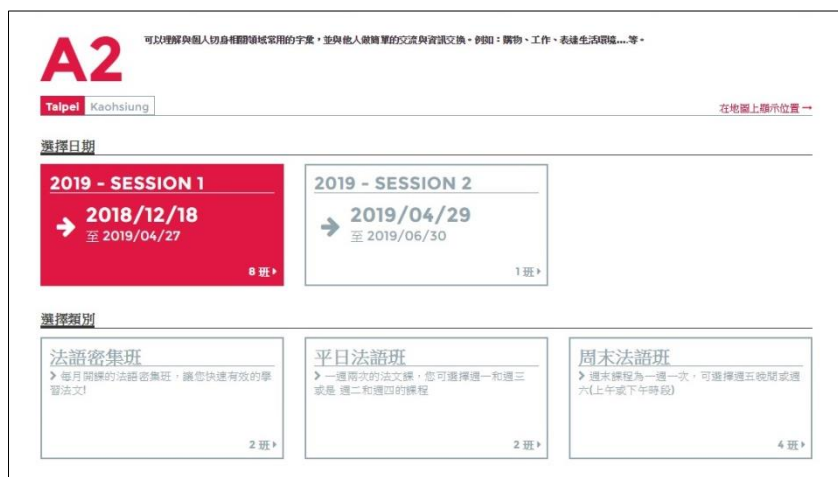 A2
可以理解與個人切身相關領域常用的字彙，並與他人做簡單的交流與資訊交換。例如：購物、工作、表達生活環境....等。
Taipei Kaohsiung
在地圖上顯示位置 →
選擇日期
2019 - SESSION 1
2018/12/18
至 2019/04/27
8 班
2019 - SESSION 2
2019/04/29
至 2019/06/30
1 班
選擇類別
法語密集班
每月開課的法語密集班，讓您快速有效的學
習法文!
2 班
平日法語班
一週兩次的法文課，您可選擇週一和週三
或是 週二和週四的課程
2 班
周末法語班
週末課程為一週一次，可選擇週五晚間或週
六(上午或下午時段)
4 班